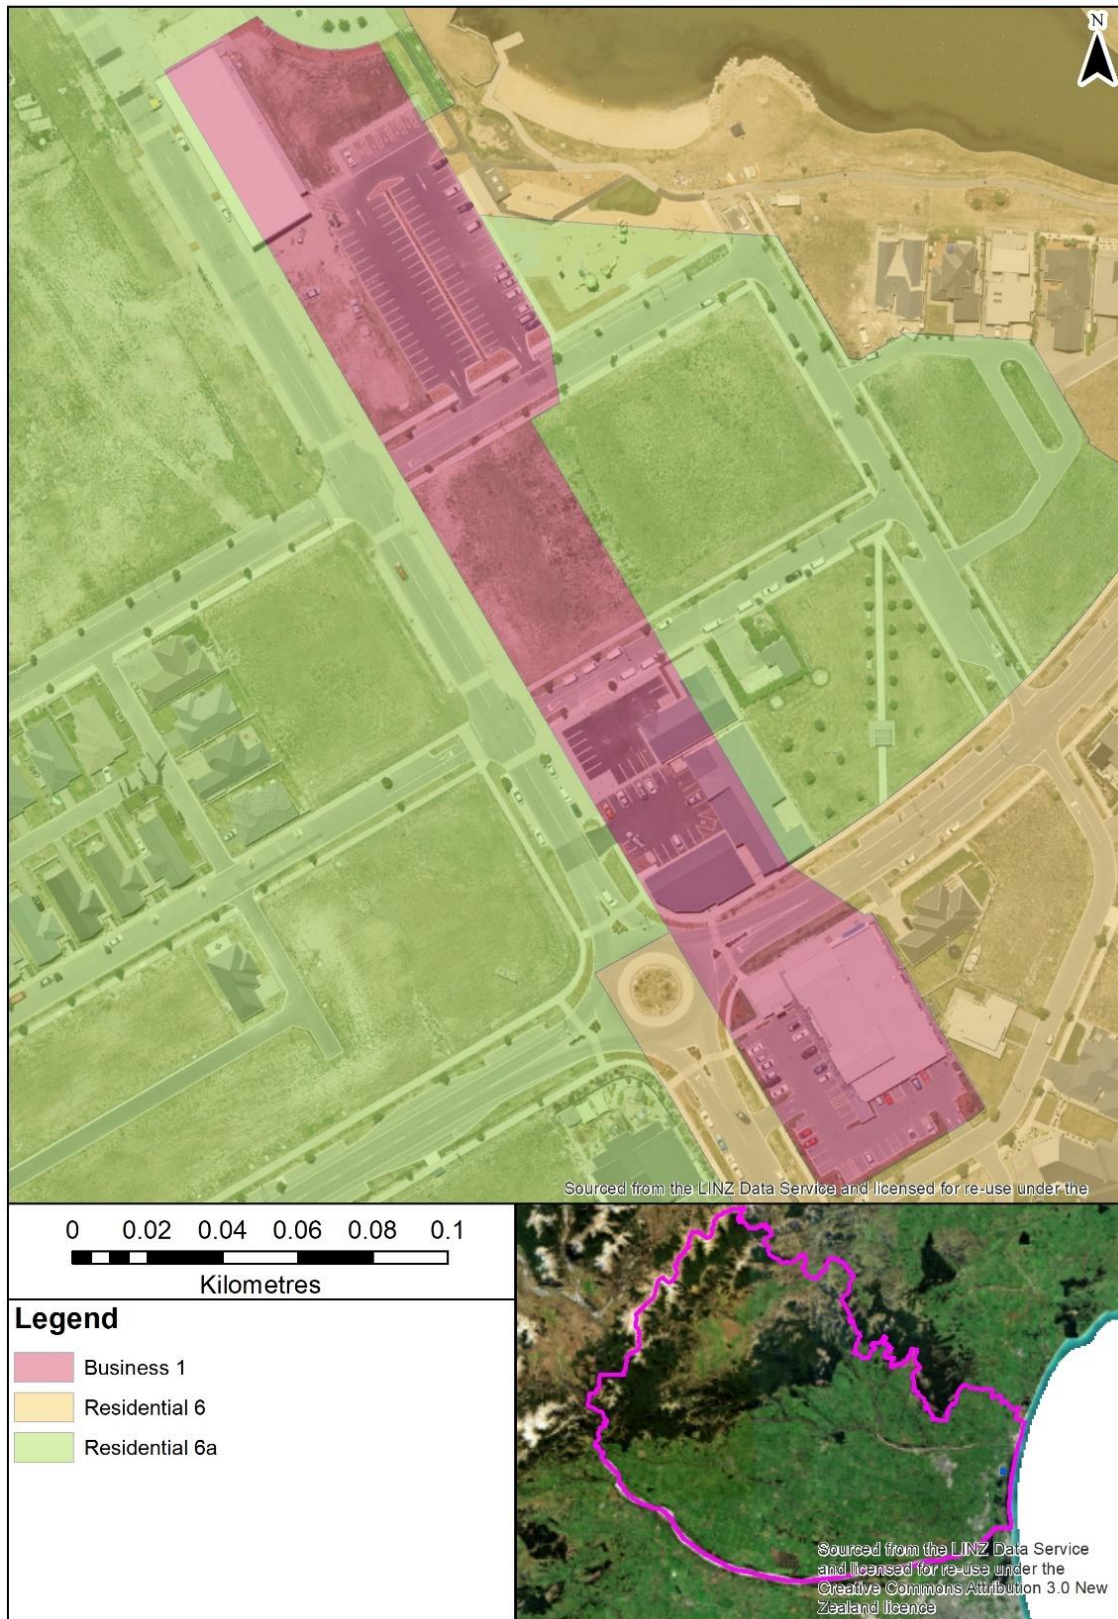 N
Sourced from the LINZ Data Service and licensed for re-use under the
0 0.02 0.04 0.06 0.08 0.1
Kilometres
Legend
Business 1
Residential 6
Residential 6a
Sourced from the LINZ Data Service
and licensed for re-use under the
Creative Commons Attribution 3.0 New
Zealand licence